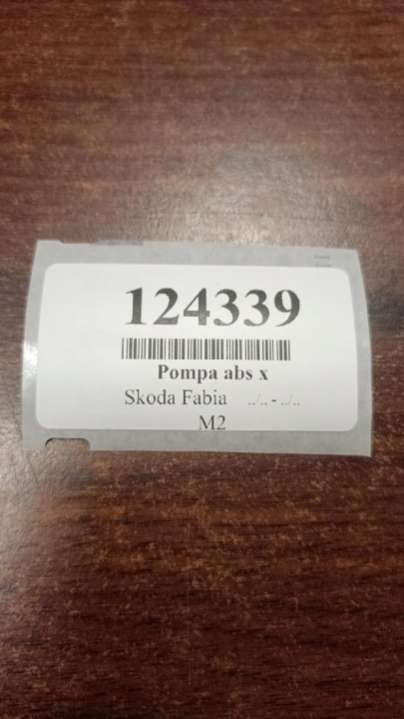 124339
Pompa abs x
Skoda Fabia ../.. - ../..
M2